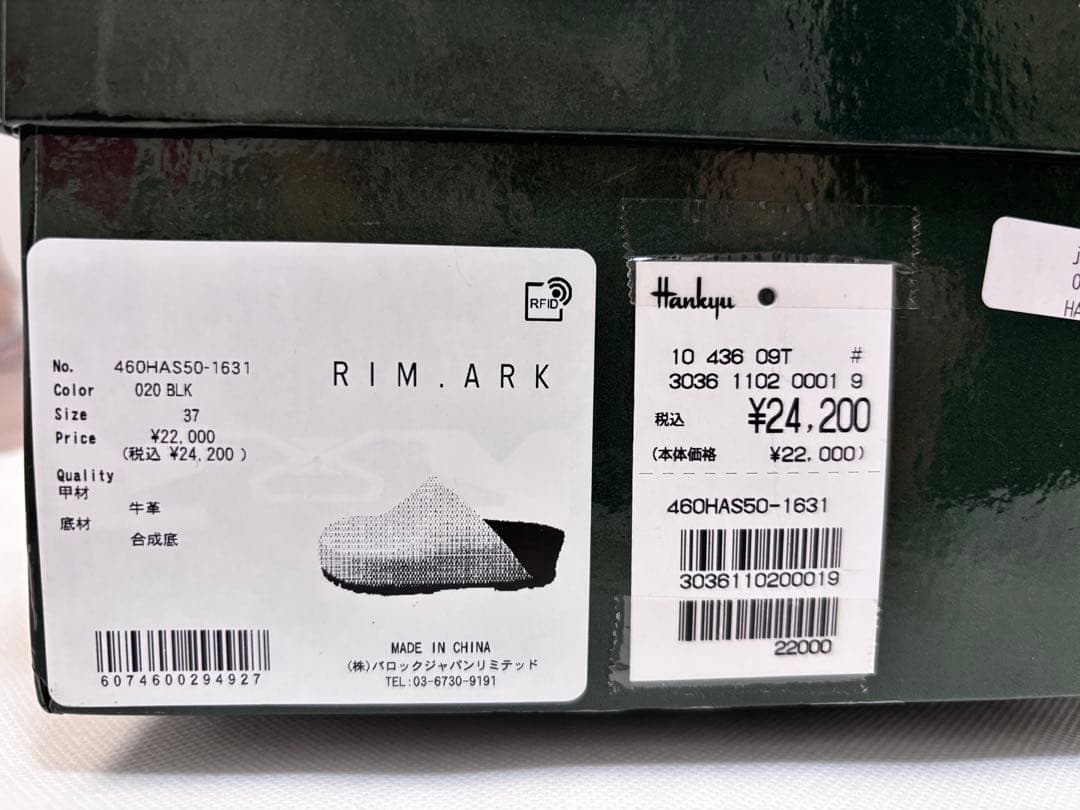 RFID
No. 460HAS50-1631
Color 020 BLK
Size 37
Price ¥22,000
(税込 ¥24,200 )
Quality
甲材
牛革
底材
合成底
RIM.ARK
6074600294927
MADE IN CHINA
(株)バロックジャパンリミテッド
TEL:03-6730-9191
Hankyu
10 436 09T #
3036 1102 0001 9
税込 ¥24,200
(本体価格 ¥22,000)
460HAS50-1631
3036110200019
22000
HA